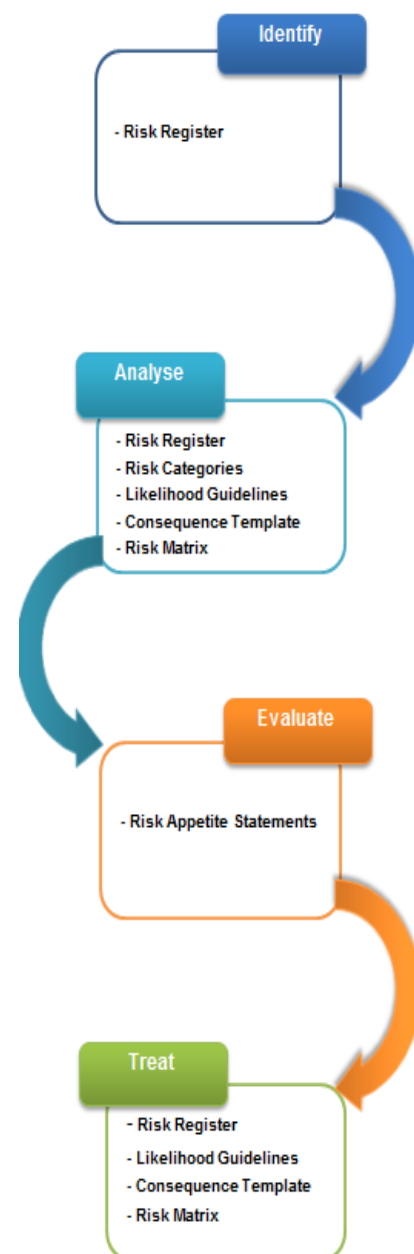 Identify
- Risk Register
Analyse
- Risk Register
- Risk Categories
- Likelihood Guidelines
- Consequence Template
- Risk Matrix
Evaluate
- Risk Appetite Statements
Treat
- Risk Register
- Likelihood Guidelines
- Consequence Template
- Risk Matrix